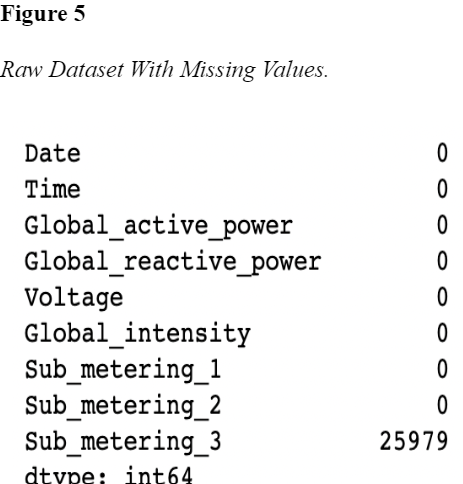 Figure 5
Raw Dataset With Missing Values.
Date 0
Time 0
Global_active_power 0
Global_reactive_power 0
Voltage 0
Global_intensity 0
Sub_metering_1 0
Sub_metering_2 0
Sub_metering_3 25979
dtype: int64